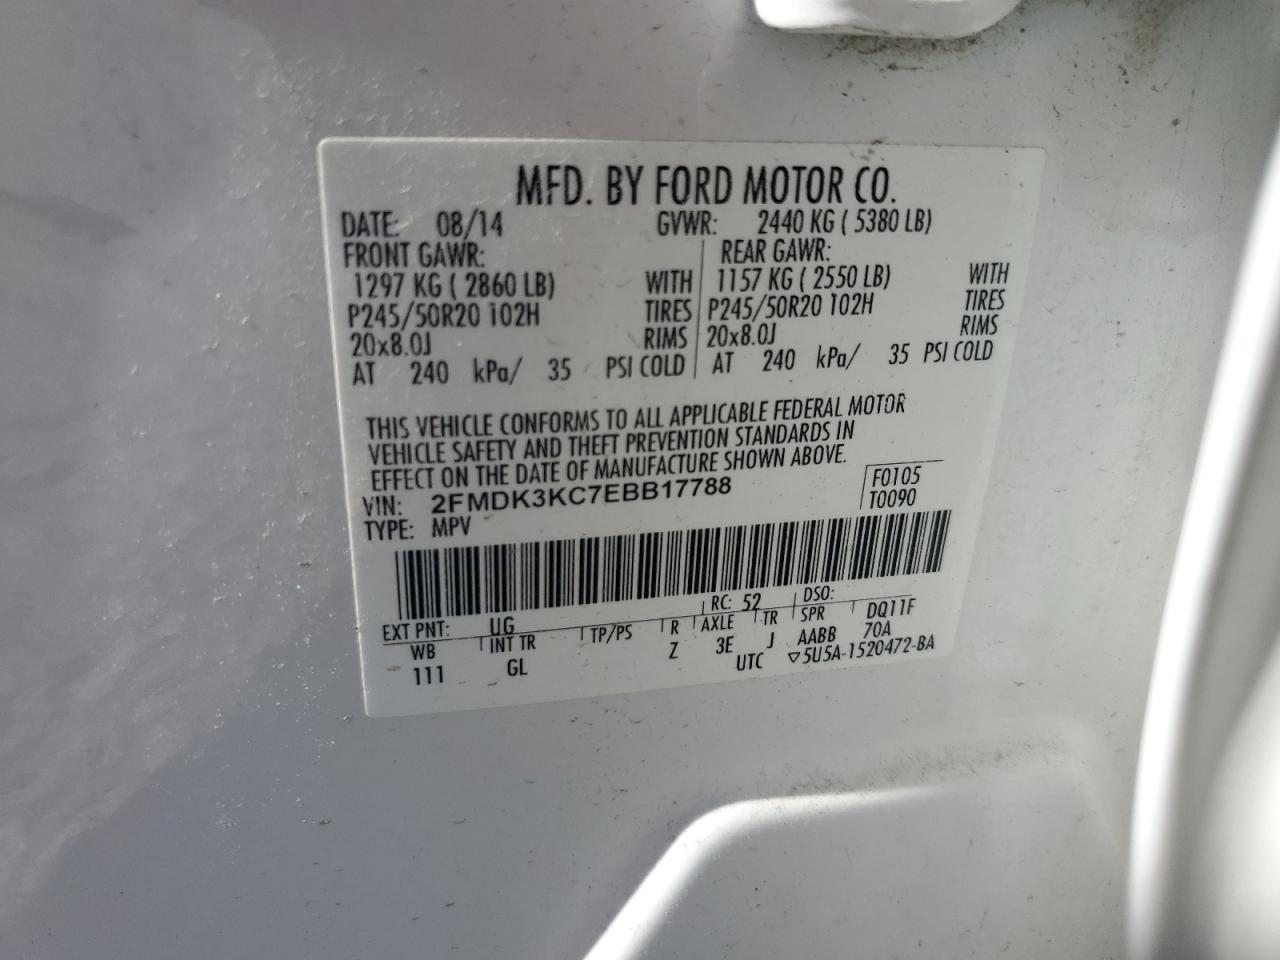 MFD. BY FORD MOTOR CO.
DATE: 08/14 GVWR: 2440 KG ( 5380 LB)
FRONT GAWR: REAR GAWR:
1297 KG ( 2860 LB) WITH 1157 KG ( 2550 LB) WITH
P245/50R20 102H TIRES P245/50R20 102H TIRES
20x8.0J RIMS 20x8.0J RIMS
AT 240 kPa/ 35 PSI COLD AT 240 kPa/ 35 PSI COLD
THIS VEHICLE CONFORMS TO ALL APPLICABLE FEDERAL MOTOR
VEHICLE SAFETY AND THEFT PREVENTION STANDARDS IN
EFFECT ON THE DATE OF MANUFACTURE SHOWN ABOVE.
VIN: 2FMDK3KC7EBB17788 F0105
TYPE: MPV T0090
EXT PNT: UG RC: 52 DSO:
WB INT TR TP/PS R AXLE TR SPR DQ11F
111 GL Z 3E J AABB 70A
UTC ▽5U5A-1520472-BA